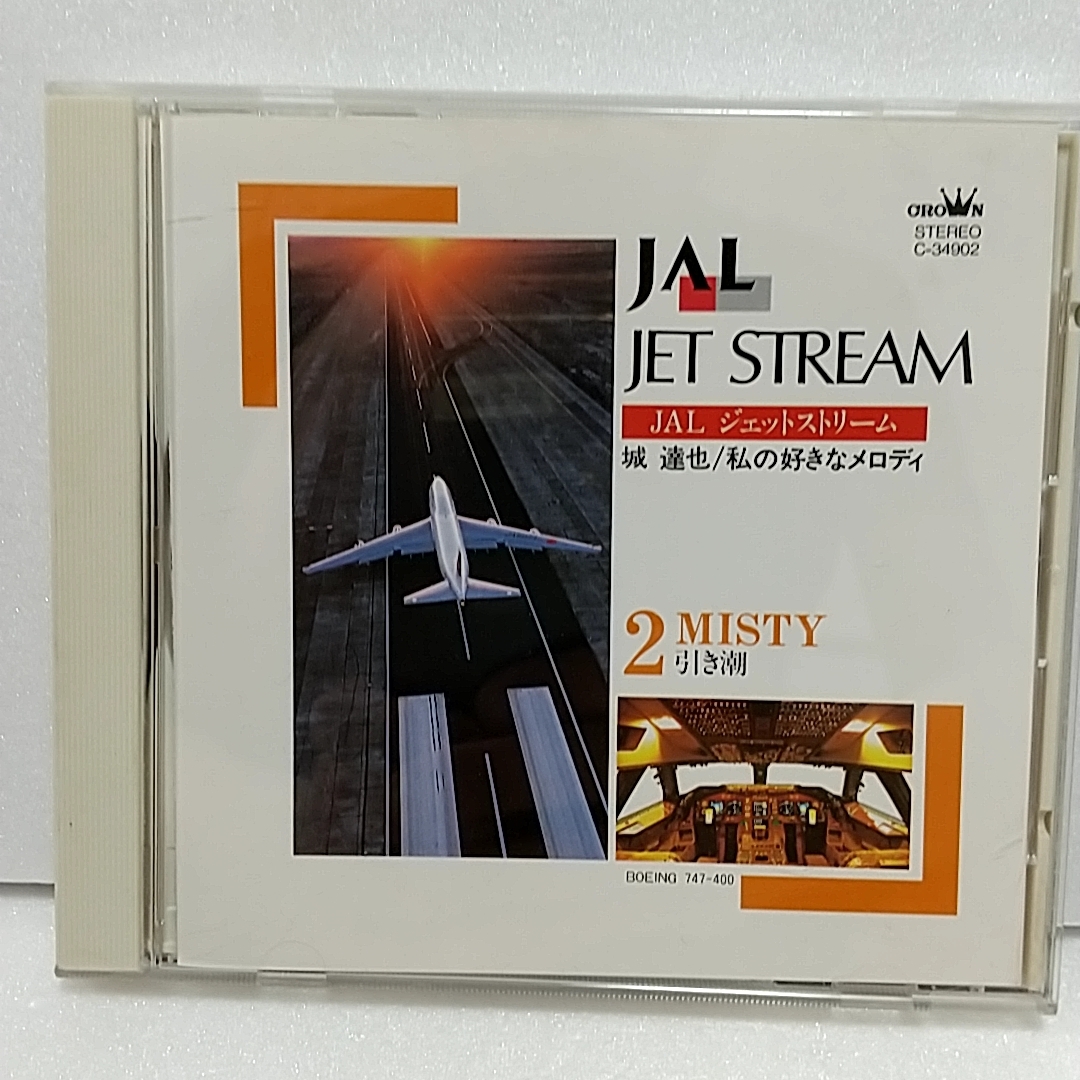 CROWN
STEREO
C-34902
JAL
JET STREAM
JAL ジェットストリーム
城 達也/私の好きなメロディ
2 MISTY
引き潮
BOEING 747-400